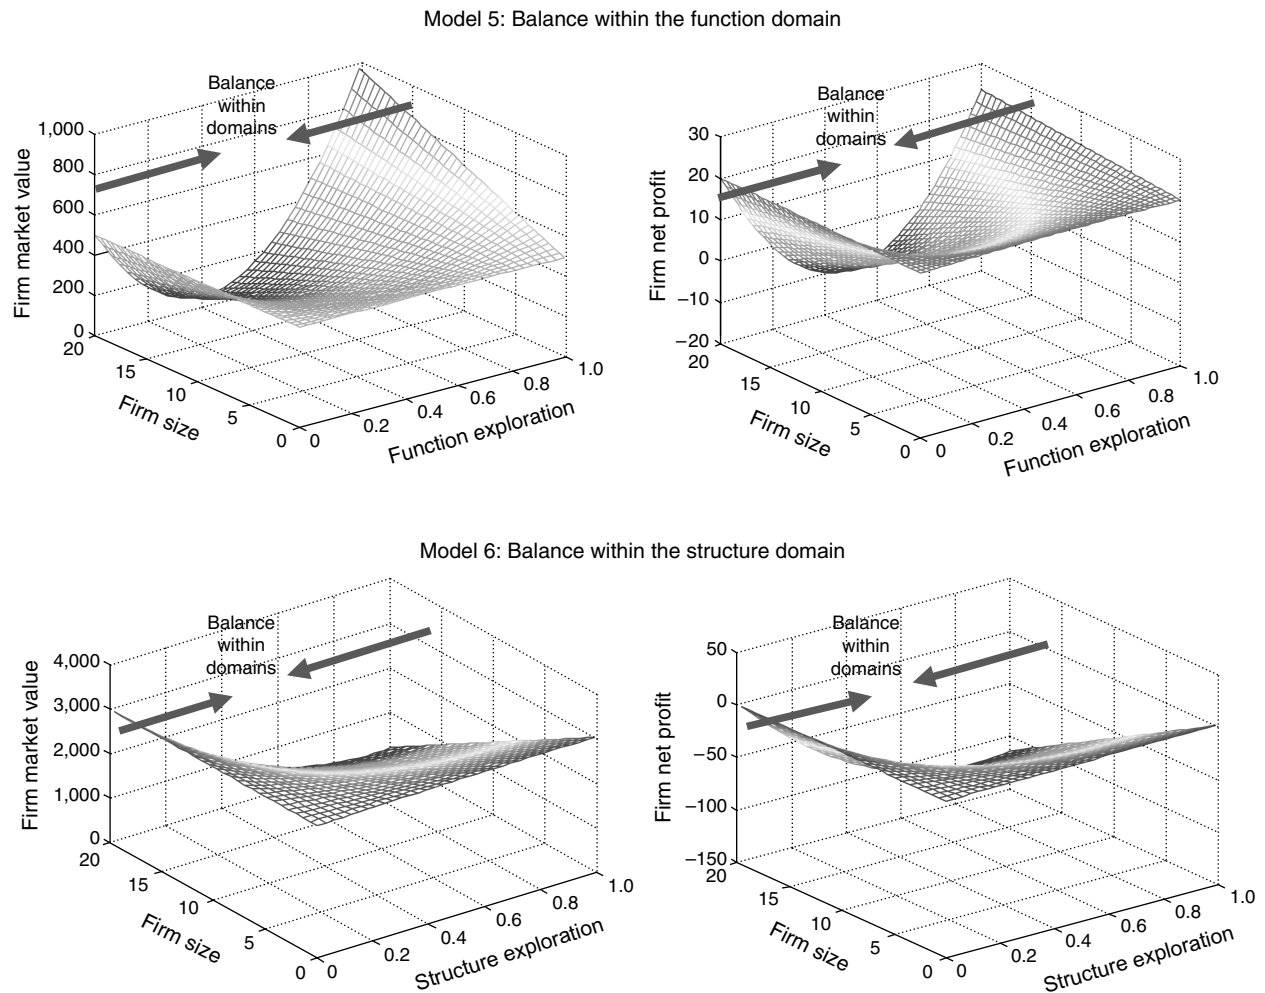 Model 5: Balance within the function domain
Balance
within
domains
Firm market value
1,000
800
600
400
200
0
20
15
10
5
0
Firm size
0
0.2
0.4
0.6
0.8
1.0
Function exploration
Balance
within
domains
Firm net profit
30
20
10
0
−10
−20
20
15
10
5
0
Firm size
0
0.2
0.4
0.6
0.8
1.0
Function exploration
Model 6: Balance within the structure domain
Balance
within
domains
Firm market value
4,000
3,000
2,000
1,000
0
20
15
10
5
0
Firm size
0
0.2
0.4
0.6
0.8
1.0
Structure exploration
Balance
within
domains
Firm net profit
50
0
−50
−100
−150
20
15
10
5
0
Firm size
0
0.2
0.4
0.6
0.8
1.0
Structure exploration